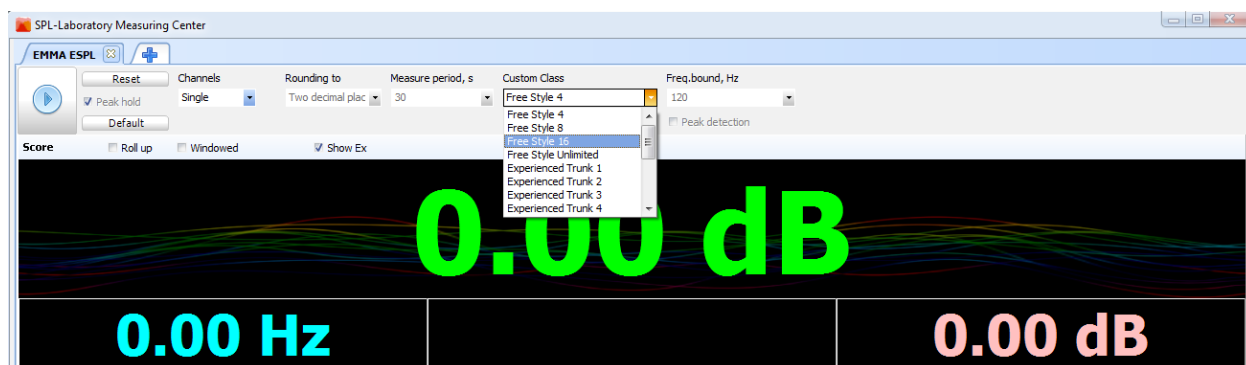 SPL-Laboratory Measuring Center
EMMA ESPL
Reset Channels Rounding to Measure period, s Custom Class Freq.bound, Hz
Peak hold Single Two decimal plac 30 Free Style 4 120
Default Free Style 4 Peak detection
Free Style 8
Score Roll up Windowed Show Ex Free Style 16
Free Style Unlimited
Experienced Trunk 1
Experienced Trunk 2
Experienced Trunk 3
Experienced Trunk 4
0.00 dB
0.00 Hz 0.00 dB